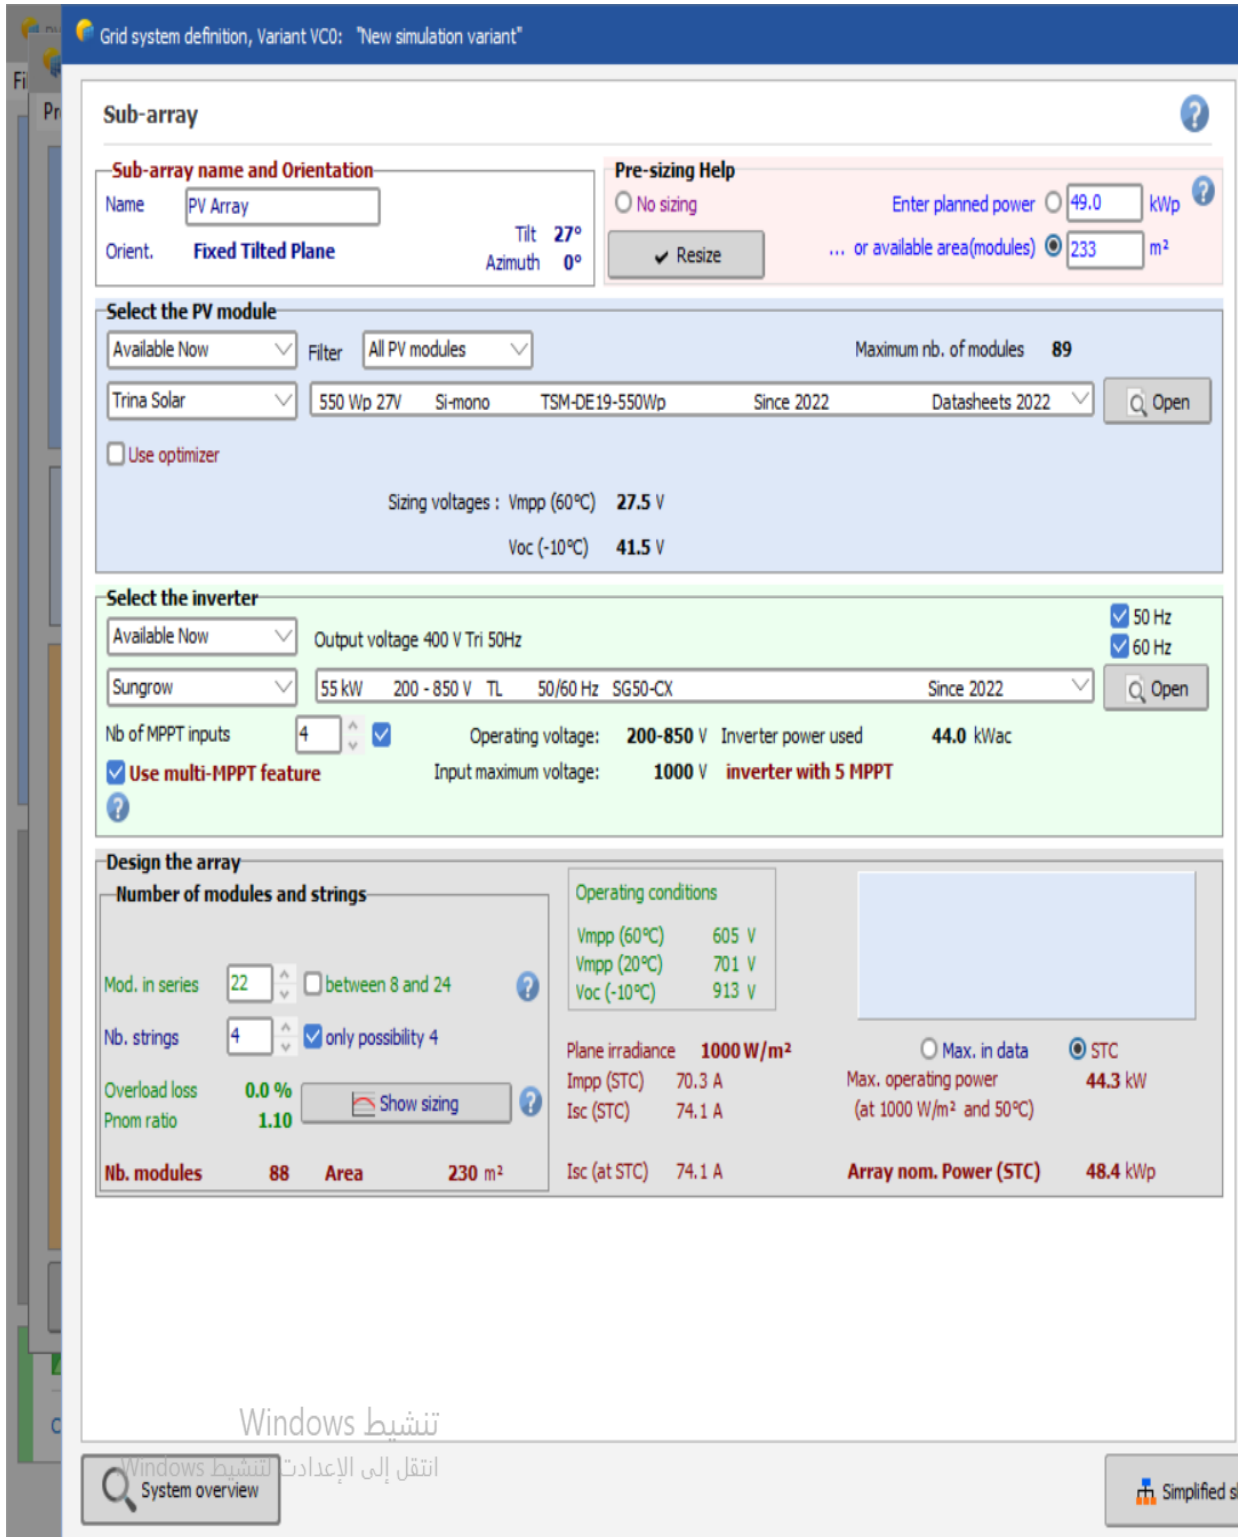 Grid system definition, Variant VC0: "New simulation variant"
Fi
Pr
Sub-array
?
Sub-array name and Orientation
Name PV Array
Orient. Fixed Tilted Plane
Tilt 27°
Azimuth 0°
Pre-sizing Help
No sizing Enter planned power 49.0 kWp ?
Resize ... or available area(modules) 233 m²
Select the PV module
Available Now Filter All PV modules Maximum nb. of modules 89
Trina Solar 550 Wp 27V Si-mono TSM-DE19-550Wp Since 2022 Datasheets 2022 Open
Use optimizer
Sizing voltages : Vmpp (60°C) 27.5 V
Voc (-10°C) 41.5 V
Select the inverter
Available Now Output voltage 400 V Tri 50Hz
50 Hz
60 Hz
Sungrow 55 kW 200 - 850 V TL 50/60 Hz SG50-CX Since 2022 Open
Nb of MPPT inputs 4 Operating voltage: 200-850 V Inverter power used 44.0 kWac
Use multi-MPPT feature Input maximum voltage: 1000 V inverter with 5 MPPT
?
Design the array
Number of modules and strings
Mod. in series 22 between 8 and 24 ?
Nb. strings 4 only possibility 4
Overload loss 0.0 %
Pnom ratio 1.10
Show sizing ?
Nb. modules 88 Area 230 m²
Operating conditions
Vmpp (60°C) 605 V
Vmpp (20°C) 701 V
Voc (-10°C) 913 V
Plane irradiance 1000 W/m²
Impp (STC) 70.3 A
Isc (STC) 74.1 A
Isc (at STC) 74.1 A
Max. in data STC
Max. operating power 44.3 kW
(at 1000 W/m² and 50°C)
Array nom. Power (STC) 48.4 kWp
تنشيط Windows
انتقل إلى الإعدادت لتنشيط Windows
System overview
Simplified s